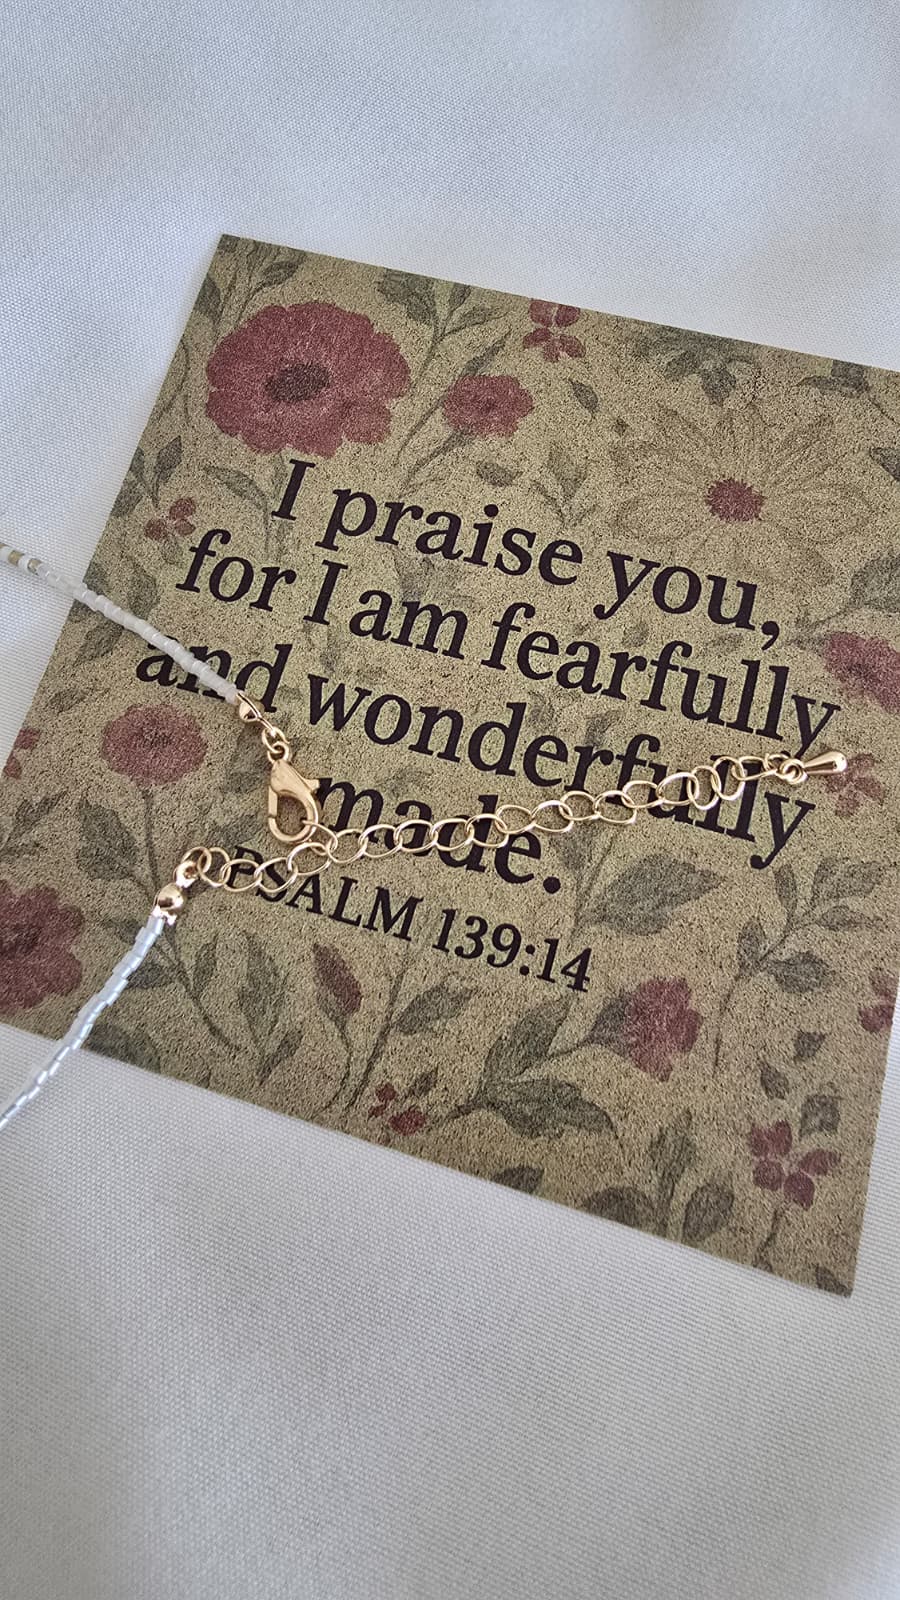 I praise you,
for I am fearfully
and wonderfully
made.
PSALM 139:14